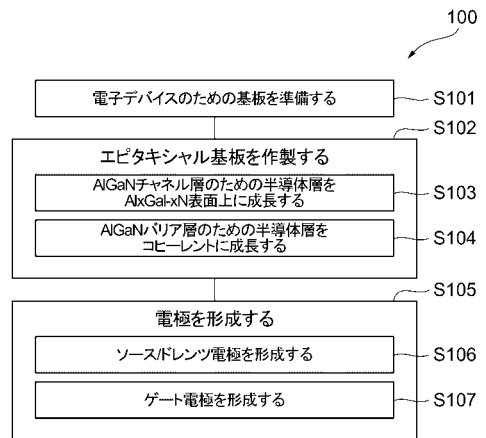 100
電子デバイスのための基板を準備する
S101
S102
エピタキシャル基板を作製する
AlGaNチャネル層のための半導体層を
AlxGal-xN表面上に成長する
S103
AlGaNバリア層のための半導体層を
コヒーレントに成長する
S104
S105
電極を形成する
ソース/ドレンツ電極を形成する
S106
ゲート電極を形成する
S107